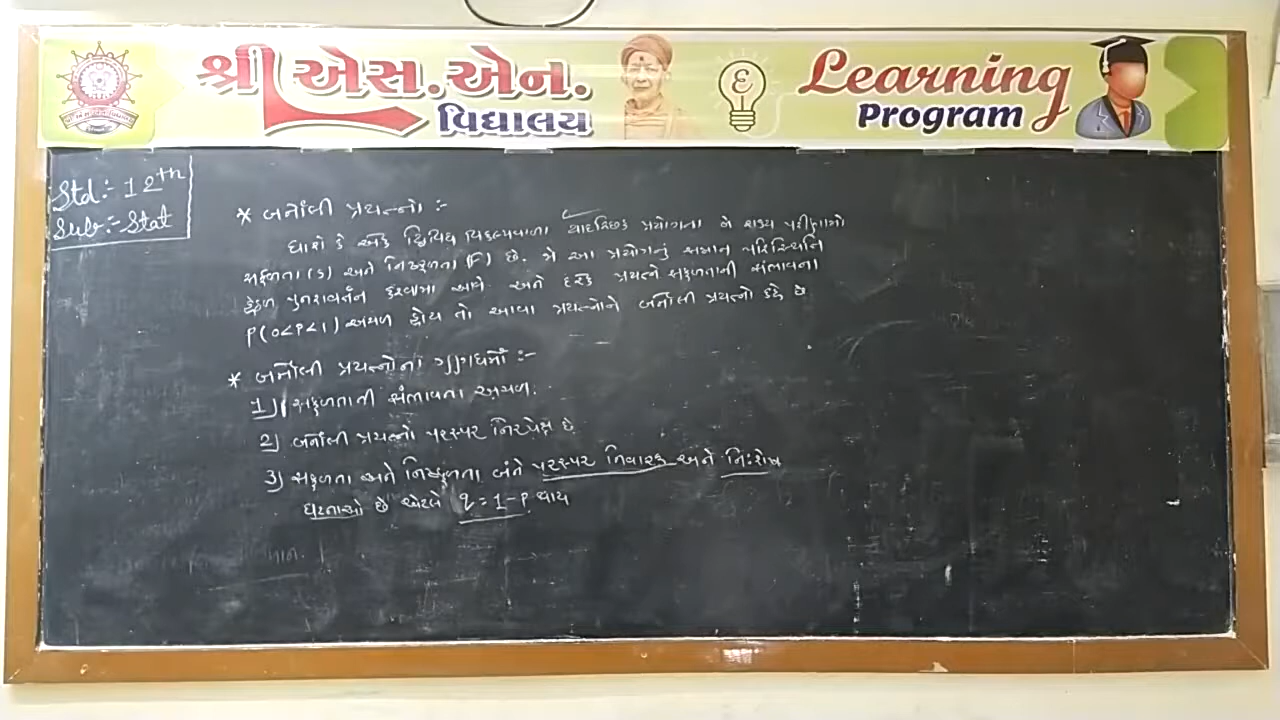 શ્રી એસ. એન.
વિદ્યાલય
Learning
Program
Std :- 12th
Sub :- Stat
* બર્નોલી પ્રયત્નો :-
ધારો કે એક દ્વિવિધ વિકલ્પવાળા યાદચ્છિક પ્રયોગના બે શક્ય પરીણામો
સફળતા (S) અને નિષ્ફળતા (F) છે. જે આ પ્રયોગનું સમાન પરિસ્થિતિ
હેઠળ પુનરાવર્તન કરવામાં આવે અને દરેક પ્રયત્ને સફળતાની સંભાવના
P(0<P<1) અચળ હોય તો આવા પ્રયત્નોને બર્નોલી પ્રયત્નો કહે છે
* બર્નોલી પ્રયત્નોના ગુણધર્મો :-
1) સફળતાની સંભાવના અચળ.
2) બર્નોલી પ્રયત્નો પરસ્પર નિરપેક્ષ છે
3) સફળતા અને નિષ્ફળતા બંને પરસ્પર નિવારક અને નિઃશેષ
ઘટનાઓ છે એટલે q = 1-P થાય